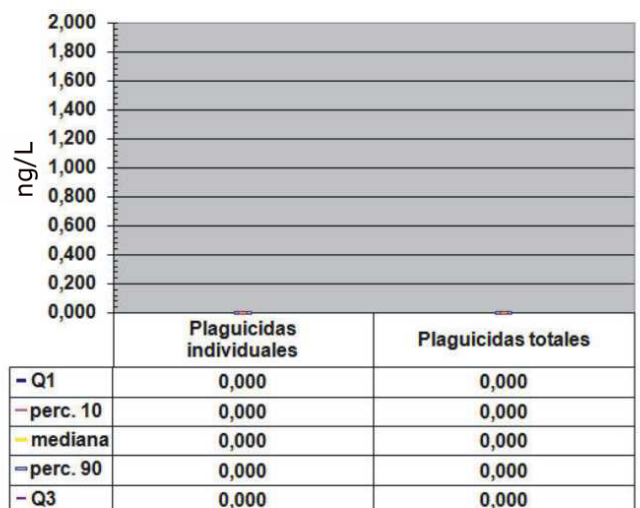 2,000
1,800
1,600
1,400
1,200
1,000
0,800
0,600
0,400
0,200
0,000
ng/L
Plaguicidas individuales Plaguicidas totales
Q1 0,000 0,000
perc. 10 0,000 0,000
mediana 0,000 0,000
perc. 90 0,000 0,000
Q3 0,000 0,000